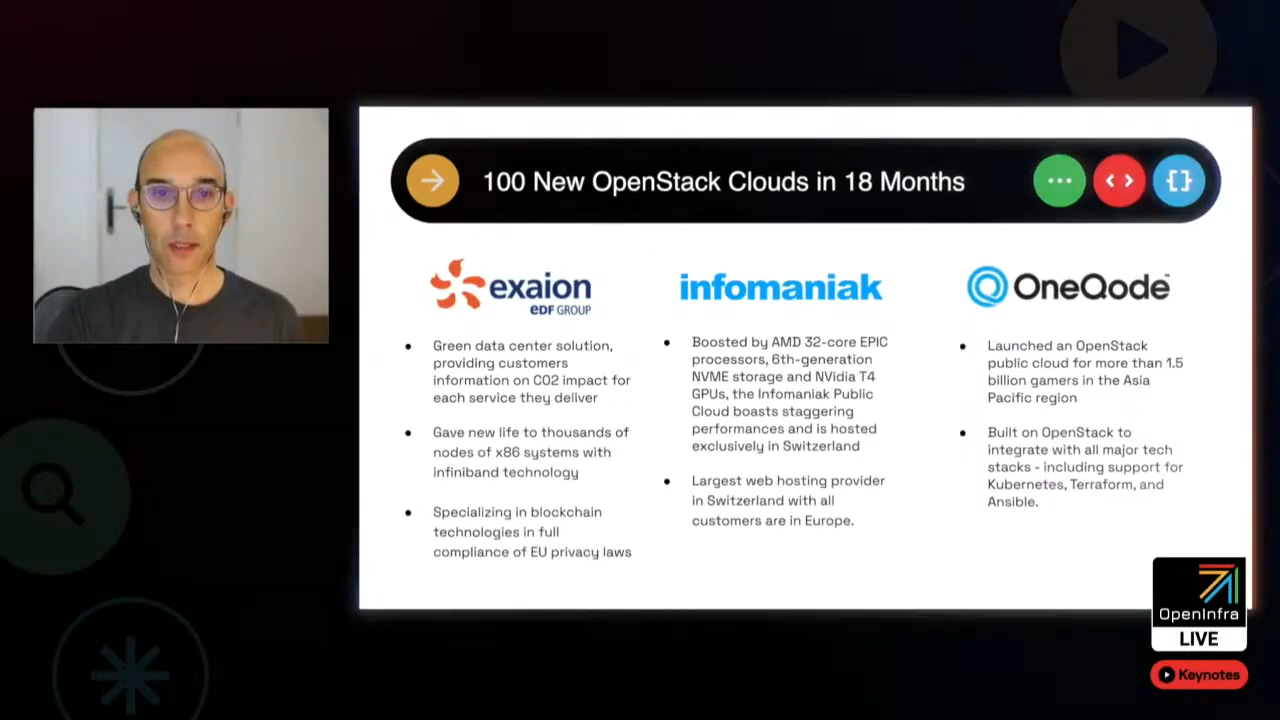 100 New OpenStack Clouds in 18 Months
exaion
EDF GROUP
Green data center solution,
providing customers
information on CO2 impact for
each service they deliver
Gave new life to thousands of
nodes of x86 systems with
infiniband technology
Specializing in blockchain
technologies in full
compliance of EU privacy laws
infomaniak
Boosted by AMD 32-core EPIC
processors, 6th-generation
NVME storage and NVidia T4
GPUs, the Infomaniak Public
Cloud boasts staggering
performances and is hosted
exclusively in Switzerland
Largest web hosting provider
in Switzerland with all
customers are in Europe.
OneQode™
Launched an OpenStack
public cloud for more than 1.5
billion gamers in the Asia
Pacific region
Built on OpenStack to
integrate with all major tech
stacks - including support for
Kubernetes, Terraform, and
Ansible.
OpenInfra
LIVE
Keynotes